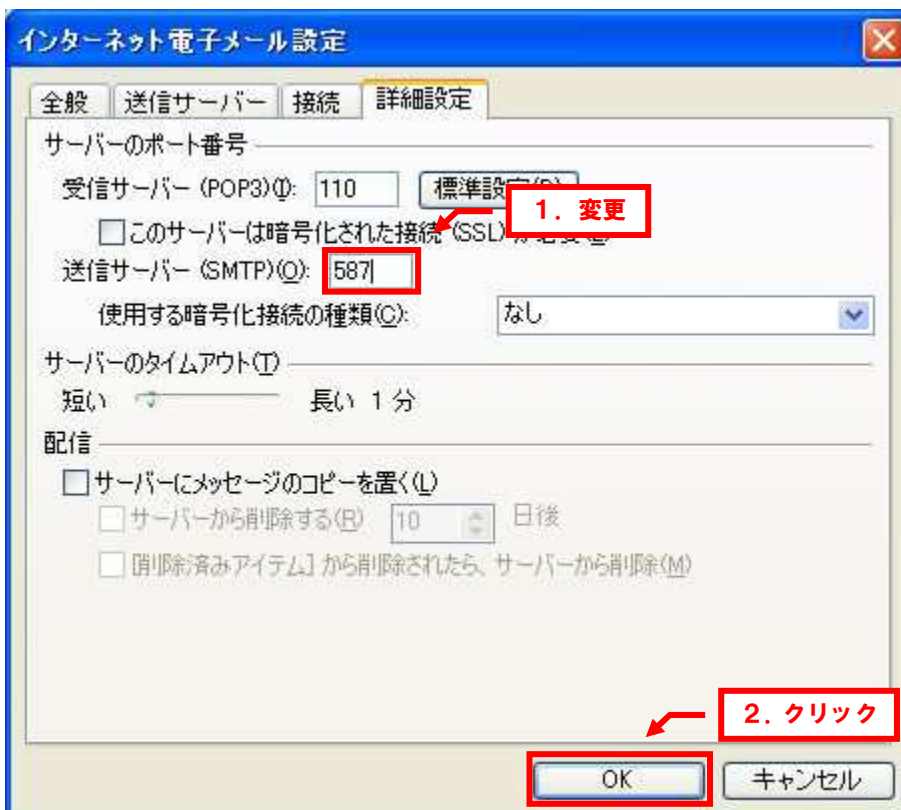 インターネット電子メール設定
全般 送信サーバー 接続 詳細設定
サーバーのポート番号
受信サーバー (POP3)(I): 110 標準設定(D)
1. 変更
このサーバーは暗号化された接続 (SSL) が必要(E)
送信サーバー (SMTP)(O): 587
使用する暗号化接続の種類(C): なし
サーバーのタイムアウト(T)
短い 長い 1 分
配信
サーバーにメッセージのコピーを置く(L)
サーバーから削除する(R) 10 日後
[削除済みアイテム] から削除されたら、サーバーから削除(M)
2. クリック
OK キャンセル